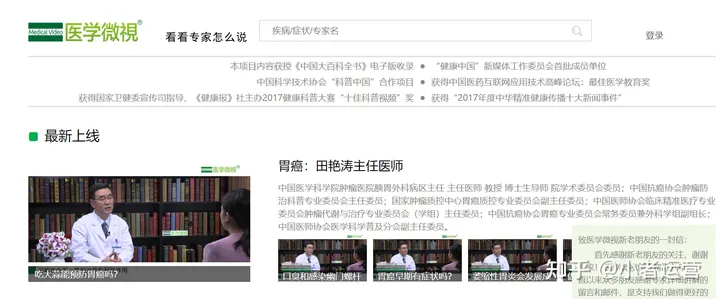 Medical Video 医学微視®
看看专家怎么说
疾病/症状/专家名
登录
本项目内容获授《中国大百科全书》电子版收录 ● “健康中国”新媒体工作委员会首批成员单位
中国科学技术协会“科普中国”合作项目 ● 获得中国医药互联网应用技术高峰论坛：最佳医学教育奖
获得国家卫健委宣传司指导、《健康报》社主办2017健康科普大赛“十佳科普视频”奖 ● 获得“2017年度中华精准健康传播十大新闻事件”
最新上线
医学微視
吃大蒜能预防胃癌吗？
胃癌：田艳涛主任医师
中国医学科学院肿瘤医院胰胃外科病区主任 主任医师 教授 博士生导师 院学术委员会委员；中国抗癌协会肿瘤防
治科普专业委员会主任委员；国家肿瘤质控中心胃癌质控专业委员会副主任委员；中国医师协会临床精准医疗专业
委员会肿瘤代谢与治疗专业委员会（学组）主任委员；中国抗癌协会胃癌专业委员会常务委员兼外科学组副组长；
中国医师协会医学科学普及分会副主任委员。
口臭和感染幽门螺杆
胃癌早期有症状吗？
萎缩性胃炎会发展成
致医学微视新老朋友的一封信：
首先感谢新老朋友的关注，谢谢
留言和邮件，是支持我们做得更好的
知乎 @小者运营